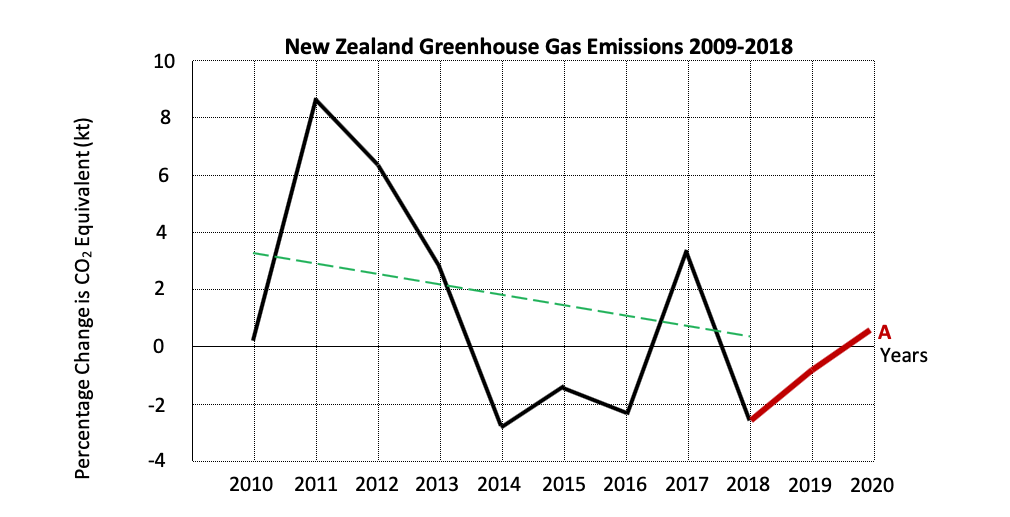 New Zealand Greenhouse Gas Emissions 2009-2018
Percentage Change is CO₂ Equivalent (kt)
10
8
6
4
2
0
-2
-4
A
Years
2010 2011 2012 2013 2014 2015 2016 2017 2018 2019 2020